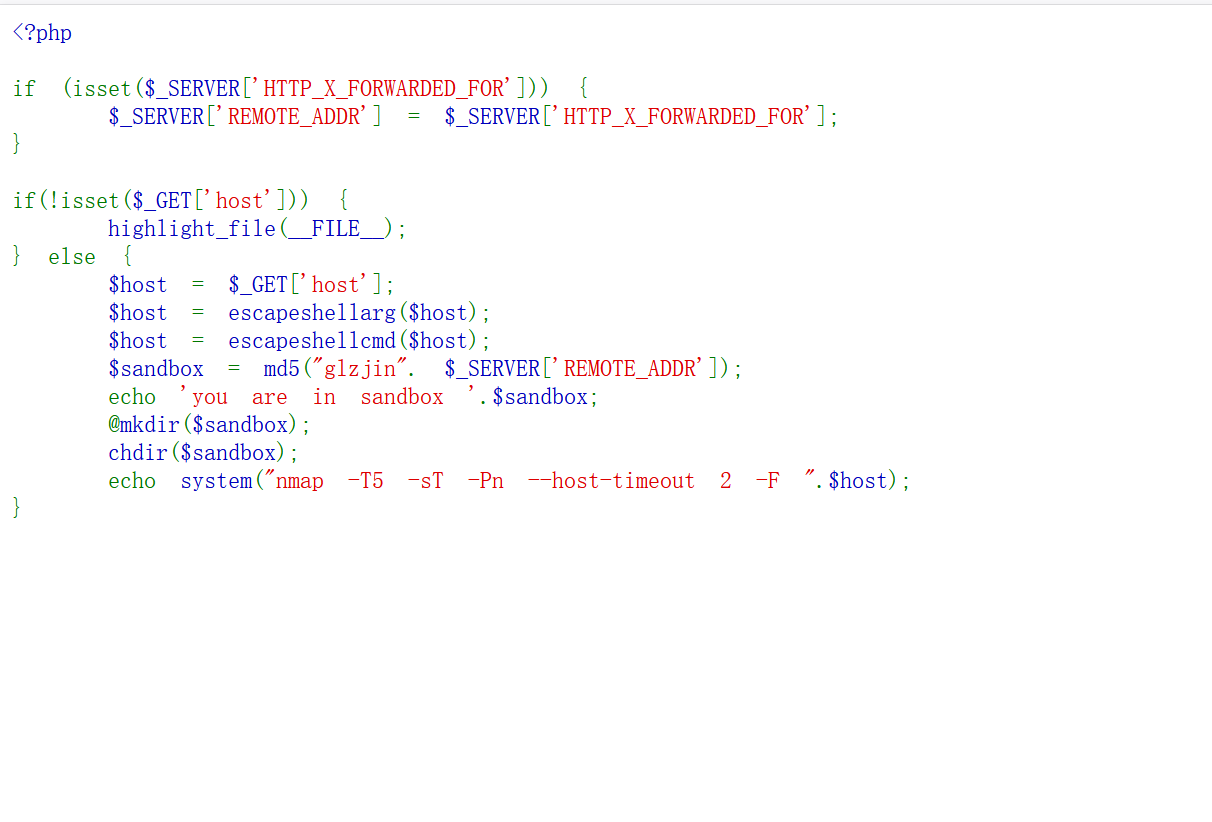 <?php
if (isset($_SERVER['HTTP_X_FORWARDED_FOR'])) {
$_SERVER['REMOTE_ADDR'] = $_SERVER['HTTP_X_FORWARDED_FOR'];
}
if(!isset($_GET['host'])) {
highlight_file(__FILE__);
} else {
$host = $_GET['host'];
$host = escapeshellarg($host);
$host = escapeshellcmd($host);
$sandbox = md5("glzjin". $_SERVER['REMOTE_ADDR']);
echo 'you are in sandbox '.$sandbox;
@mkdir($sandbox);
chdir($sandbox);
echo system("nmap -T5 -sT -Pn --host-timeout 2 -F ".$host);
}